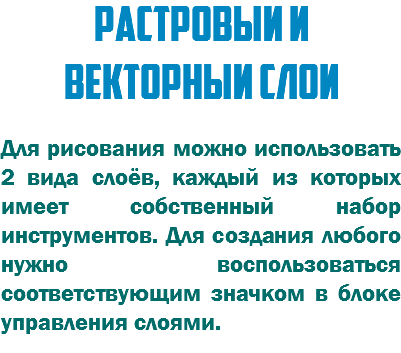 РАСТРОВЫЙ И
ВЕКТОРНЫЙ СЛОИ
Для рисования можно использовать
2 вида слоёв, каждый из которых
имеет собственный набор
инструментов. Для создания любого
нужно воспользоваться
соответствующим значком в блоке
управления слоями.